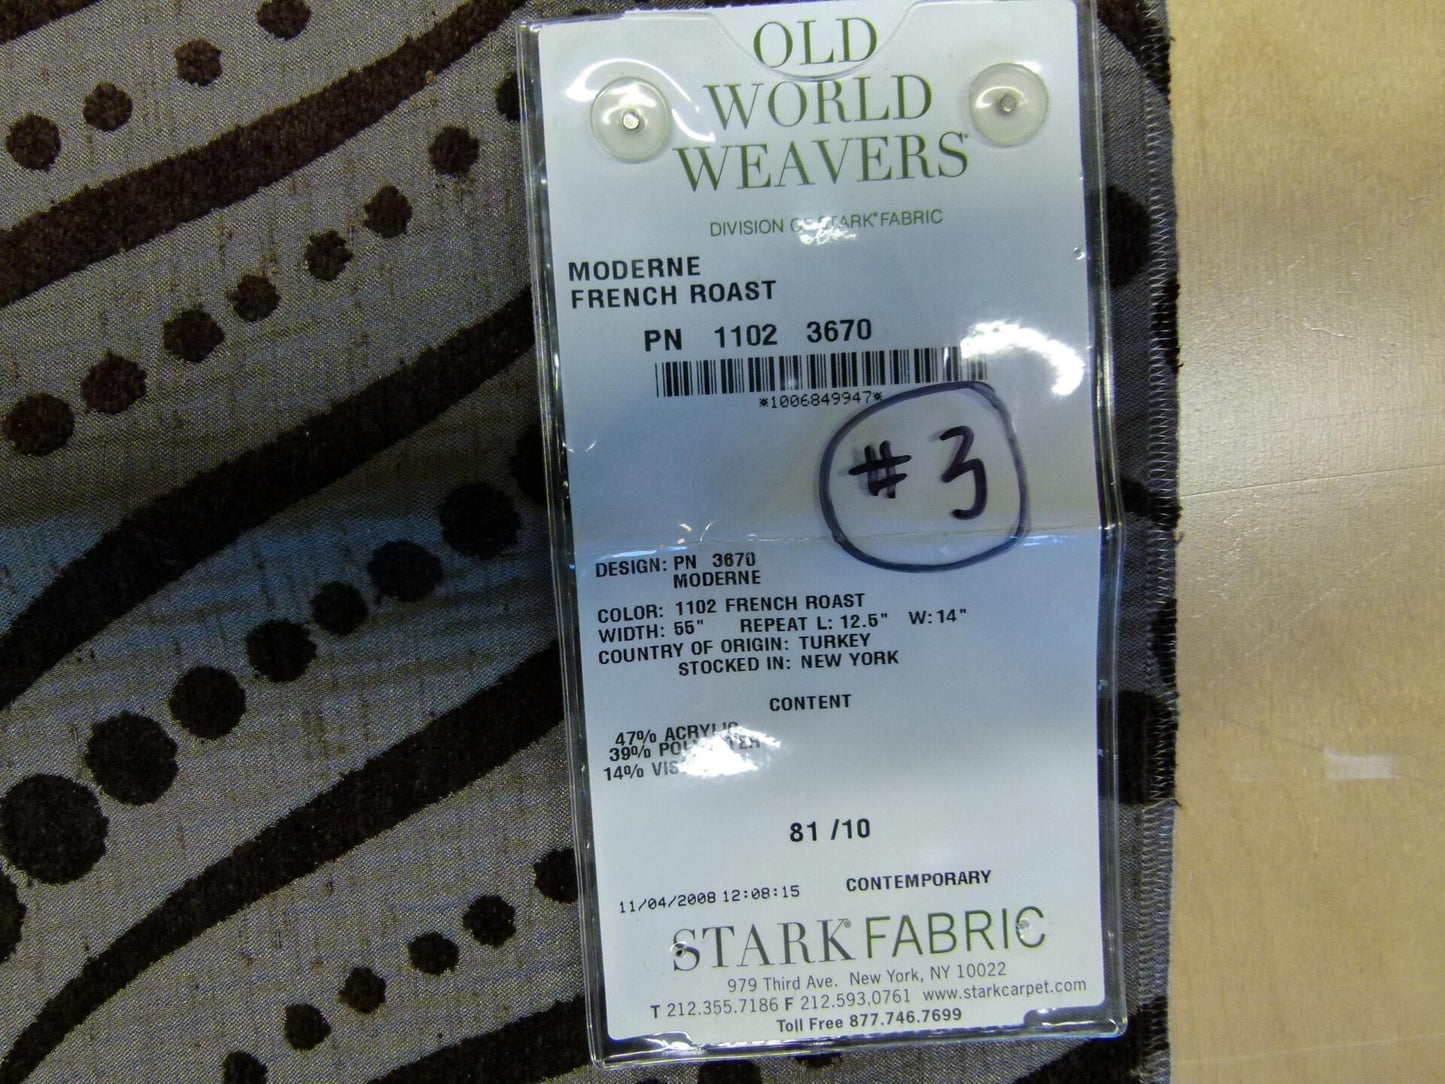 OLD
WORLD
WEAVERS
DIVISION OF STARK FABRIC
MODERNE
FRENCH ROAST
PN 1102 3670
*1006849947*
# 3
DESIGN: PN 3670
MODERNE
COLOR: 1102 FRENCH ROAST
WIDTH: 55" REPEAT L: 12.5" W: 14"
COUNTRY OF ORIGIN: TURKEY
STOCKED IN: NEW YORK
CONTENT
47% ACRYLIC
39%
14%
81 /10
11/04/2008 12:08:15 CONTEMPORARY
STARK® FABRIC
979 Third Ave. New York, NY 10022
T 212.355.7186 F 212.593.0761 www.starkcarpet.com
Toll Free 877.746.7699